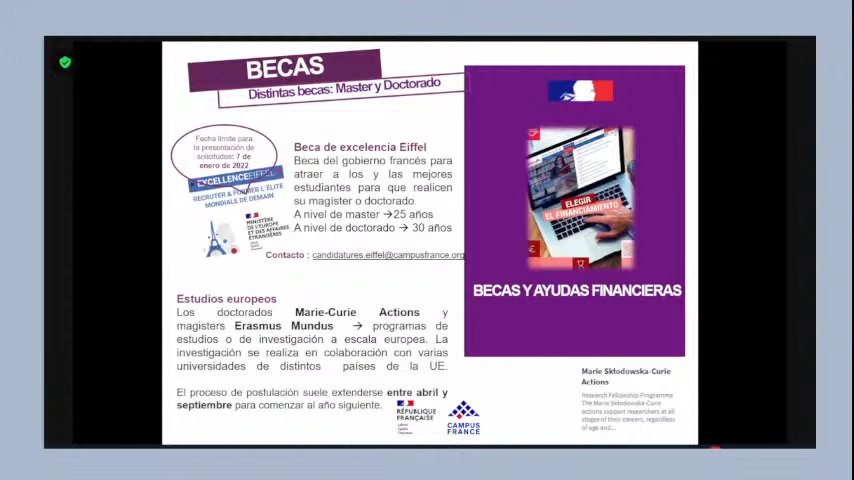 BECAS
Distintas becas: Master y Doctorado
Fecha límite para
la presentación de
solicitudes: 7 de
enero de 2022
EXCELLENCE EIFFEL
RECRUTER & FORMER L'ÉLITE
MONDIALE DE DEMAIN
MINISTÈRE
DE L'EUROPE
ET DES AFFAIRES
ÉTRANGÈRES
Beca de excelencia Eiffel
Beca del gobierno francés para
atraer a los y las mejores
estudiantes para que realicen
su magíster o doctorado.
A nivel de master →25 años
A nivel de doctorado → 30 años
Contacto : candidatures.eiffel@campusfrance.org
Estudios europeos
Los doctorados Marie-Curie Actions y
magisters Erasmus Mundus → programas de
estudios o de investigación a escala europea. La
investigación se realiza en colaboración con varias
universidades de distintos países de la UE.
El proceso de postulación suele extenderse entre abril y
septiembre para comenzar al año siguiente.
RÉPUBLIQUE
FRANÇAISE
CAMPUS
FRANCE
ELEGIR
EL FINANCIAMIENTO
BECAS Y AYUDAS FINANCIERAS
Marie Skłodowska-Curie
Actions
Research Fellowship Programme
The Marie Skłodowska-Curie
actions support researchers at all
stages of their careers, regardless
of age and...